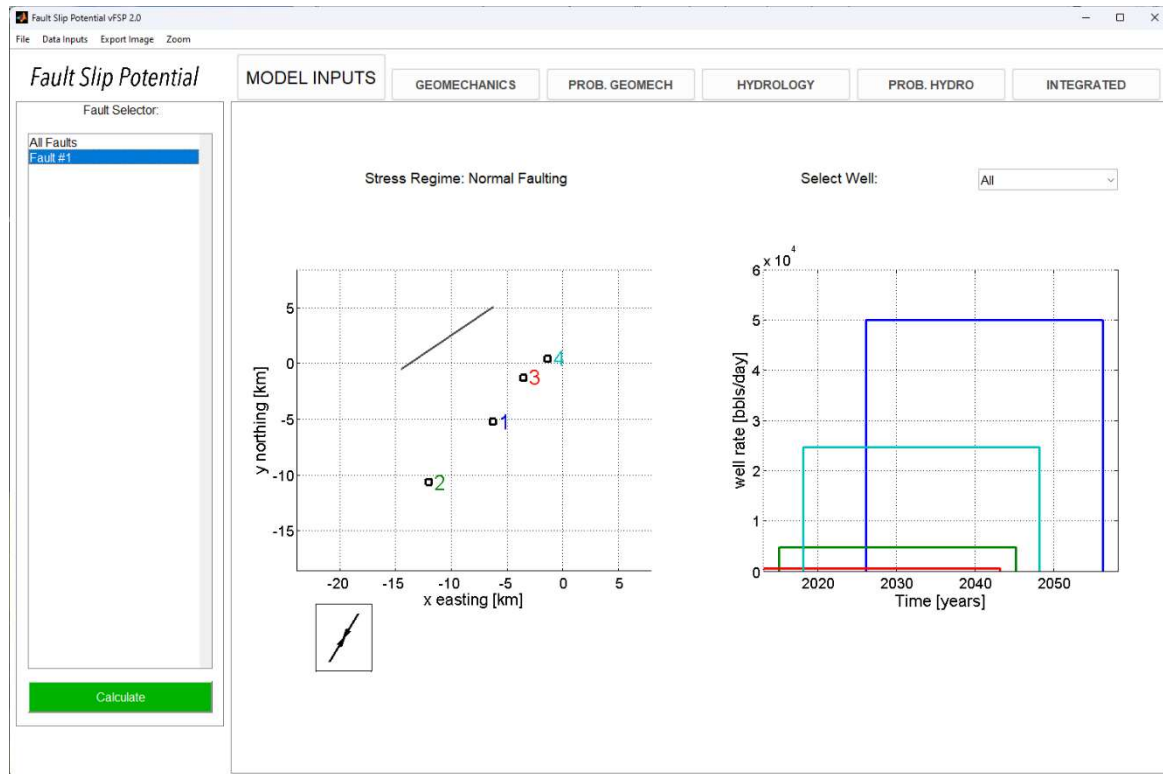 Fault Slip Potential vFSP 2.0
File Data Inputs Export Image Zoom
Fault Slip Potential
MODEL INPUTS GEOMECHANICS PROB. GEOMECH HYDROLOGY PROB. HYDRO INTEGRATED
Fault Selector:
All Faults
Fault #1
Calculate
Stress Regime: Normal Faulting
Select Well: All
5
0
-5
-10
-15
y northing [km]
4
3
1
2
-20 -15 -10 -5 0 5
x easting [km]
x 10^4
6
5
4
3
2
1
0
well rate [bbls/day]
2020 2030 2040 2050
Time [years]